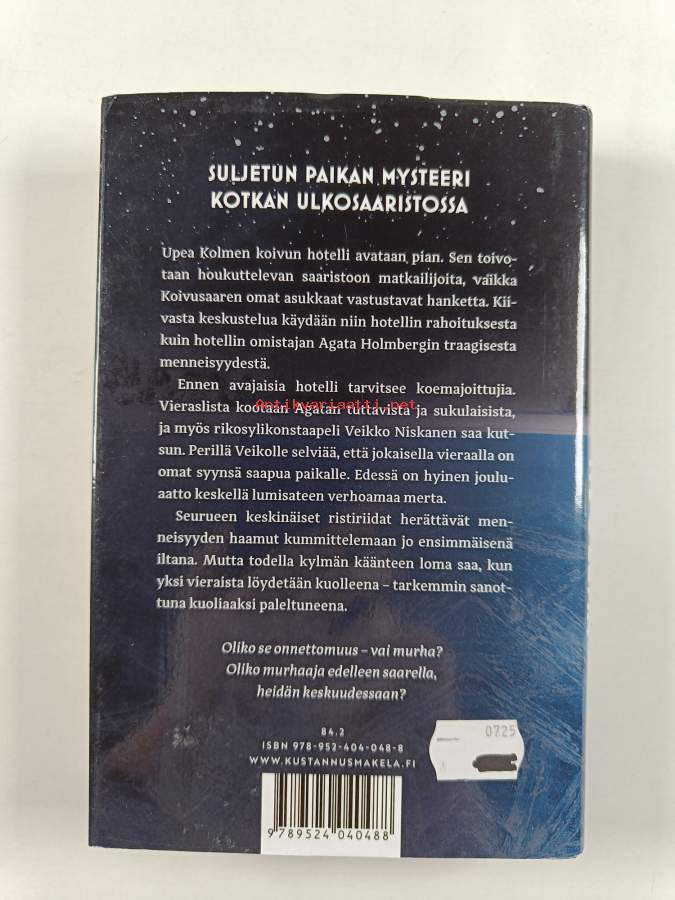 SULJETUN PAIKAN MYSTEERI
KOTKAN ULKOSAARISTOSSA
Upea Kolmen koivun hotelli avataan pian. Sen toivo-
taan houkuttelevan saaristoon matkailijoita, vaikka
Koivusaaren omat asukkaat vastustavat hanketta. Kii-
vasta keskustelua käydään niin hotellin rahoituksesta
kuin hotellin omistajan Agata Holmbergin traagisesta
menneisyydestä.
Ennen avajaisia hotelli tarvitsee koemajoittujia.
Vieraslista kootaan Agatan tuttavista ja sukulaisista,
Antikvariaatti.net
ja myös rikosylikonstaapeli Veikko Niskanen saa kut-
sun. Perillä Veikolle selviää, että jokaisella vieraalla on
omat syynsä saapua paikalle. Edessä on hyinen joulu-
aatto keskellä lumisateen verhoamaa merta.
Seurueen keskinäiset ristiriidat herättävät men-
neisyyden haamut kummittelemaan jo ensimmäisenä
iltana. Mutta todella kylmän käänteen loma saa, kun
yksi vieraista löydetään kuolleena – tarkemmin sanot-
tuna kuoliaaksi paleltuneena.
Oliko se onnettomuus – vai murha?
Oliko murhaaja edelleen saarella,
heidän keskuudessaan?
84.2
ISBN 978-952-404-048-8
WWW.KUSTANNUSMAKELA.FI
0725
9 789524 040488